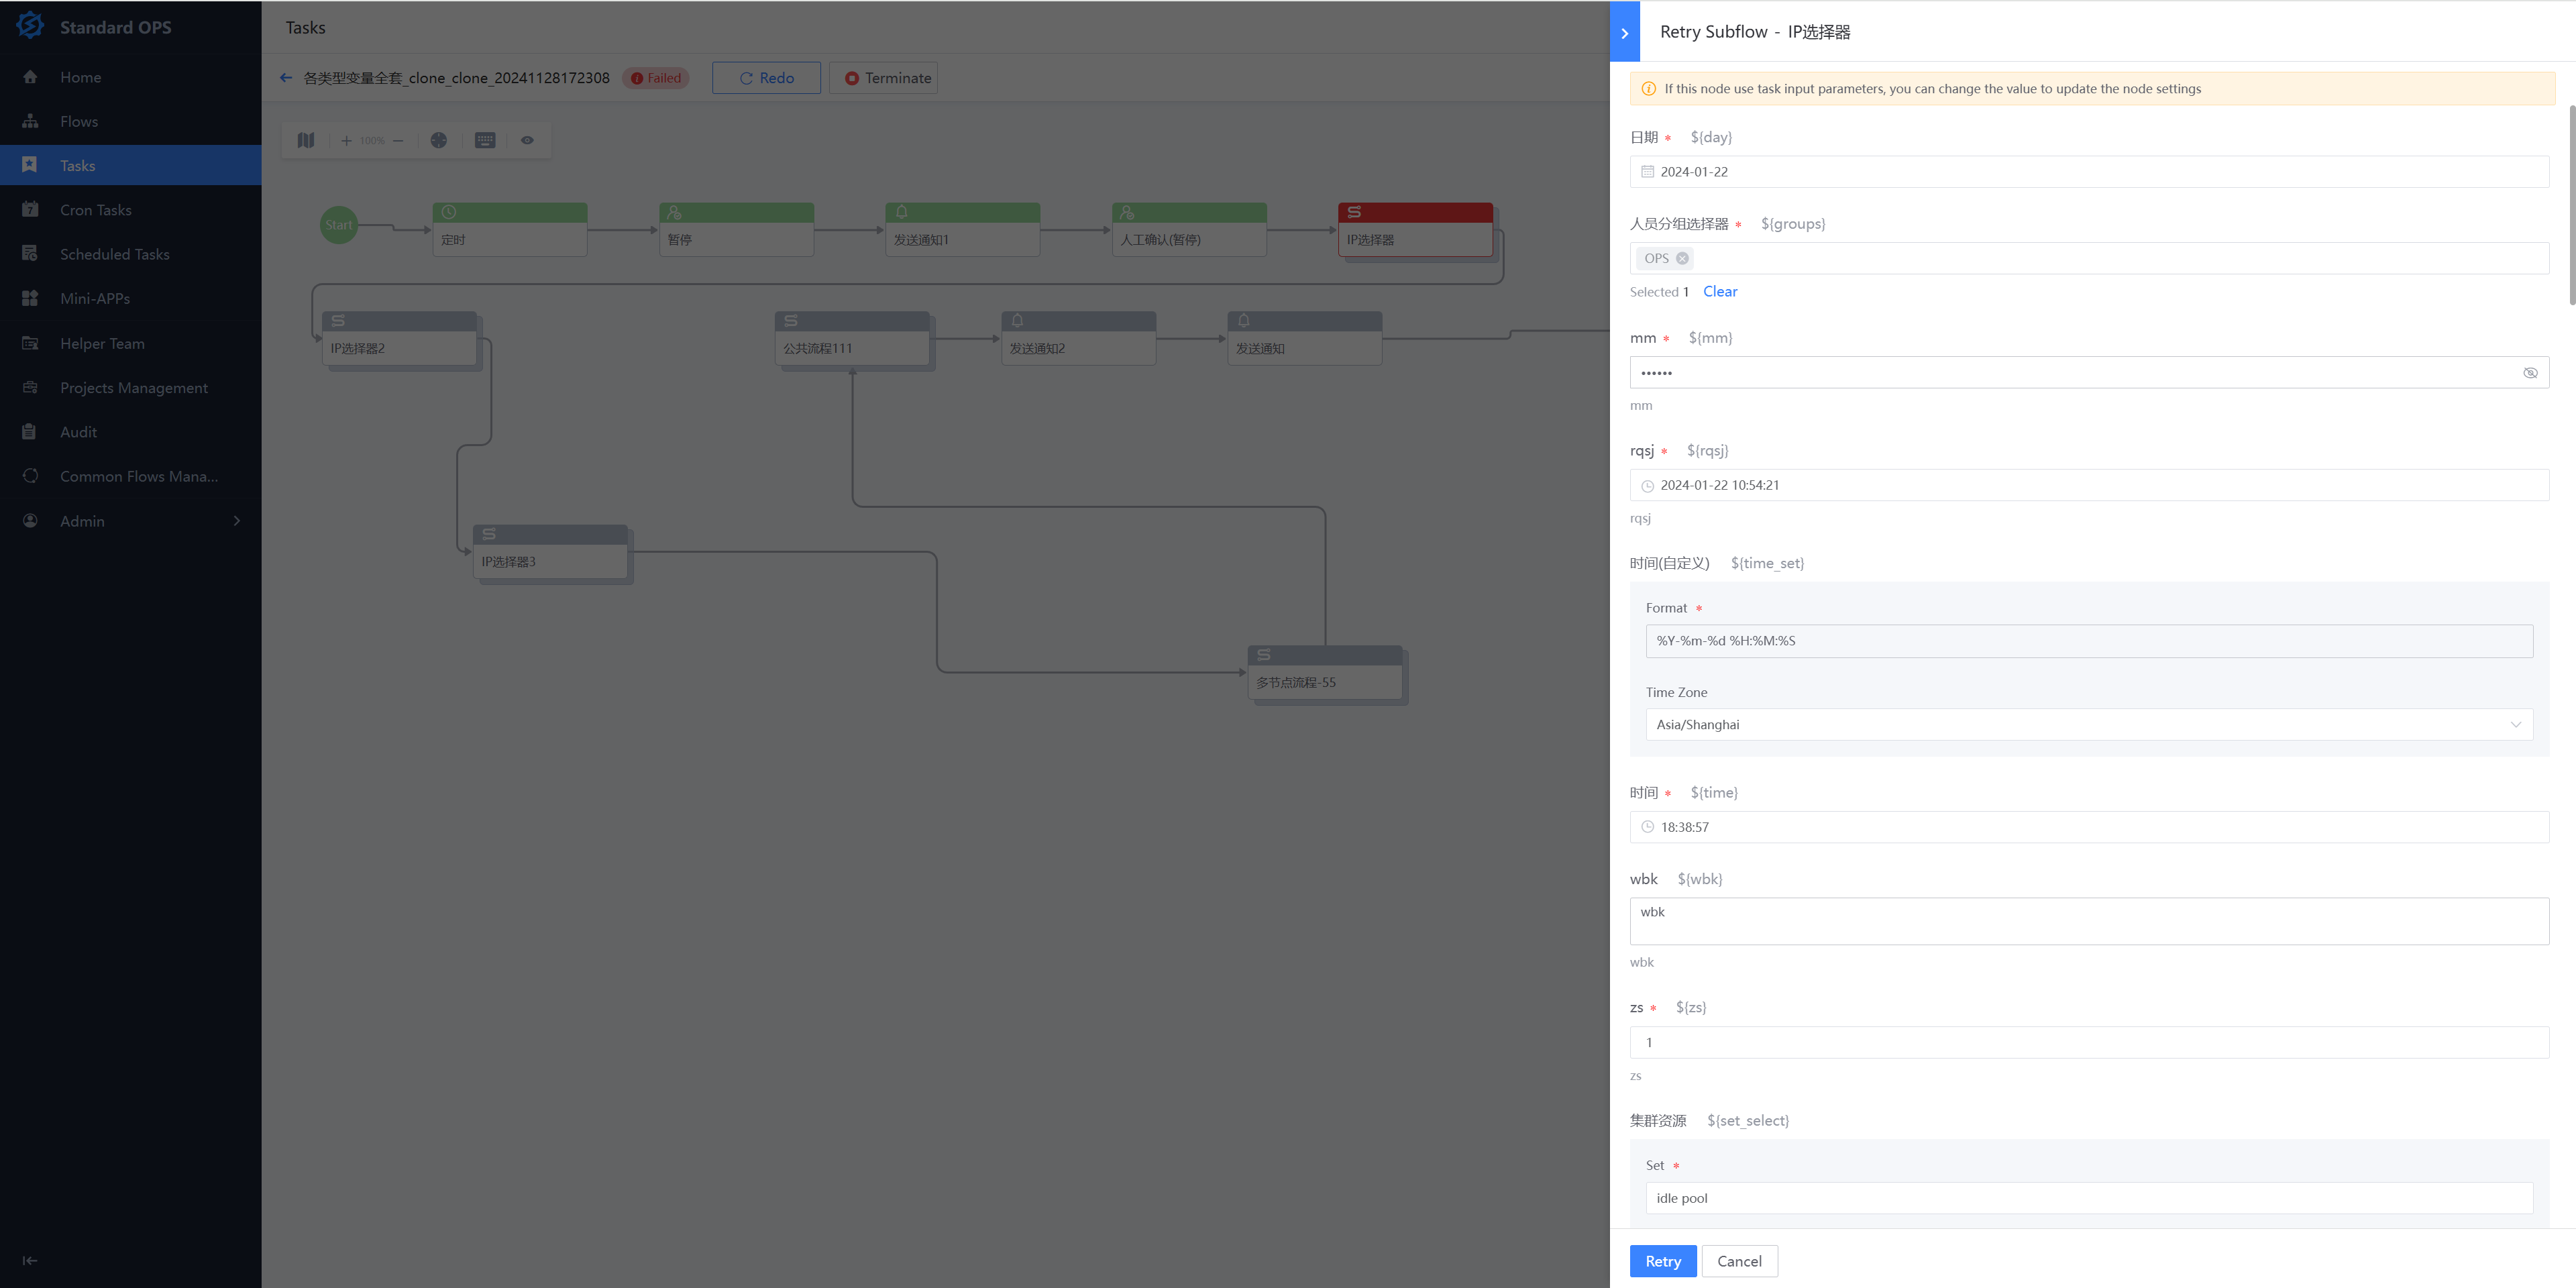 Standard OPS
Home
Flows
Tasks
Cron Tasks
Scheduled Tasks
Mini-APPs
Helper Team
Projects Management
Audit
Common Flows Mana...
Admin
Tasks
各类型变量全套_clone_clone_20241128172308
Failed
Redo
Terminate
100%
Start
定时
暂停
发送通知1
人工确认(暂停)
IP选择器
IP选择器2
公共流程111
发送通知2
发送通知
IP选择器3
多节点流程-55
Retry Subflow - IP选择器
If this node use task input parameters, you can change the value to update the node settings
日期 * ${day}
2024-01-22
人员分组选择器 * ${groups}
OPS
Selected 1 Clear
mm * ${mm}
••••••
mm
rqsj * ${rqsj}
2024-01-22 10:54:21
rqsj
时间(自定义) ${time_set}
Format *
%Y-%m-%d %H:%M:%S
Time Zone
Asia/Shanghai
时间 * ${time}
18:38:57
wbk ${wbk}
wbk
wbk
zs * ${zs}
1
zs
集群资源 ${set_select}
Set *
idle pool
Retry Cancel